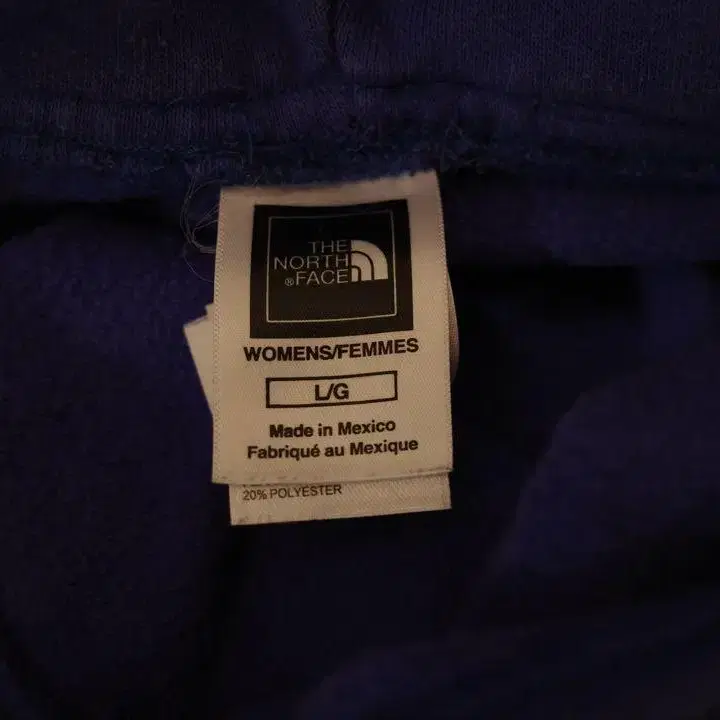 THE
NORTH
®FACE
WOMENS/FEMMES
L/G
Made in Mexico
Fabriqué au Mexique
20% POLYESTER